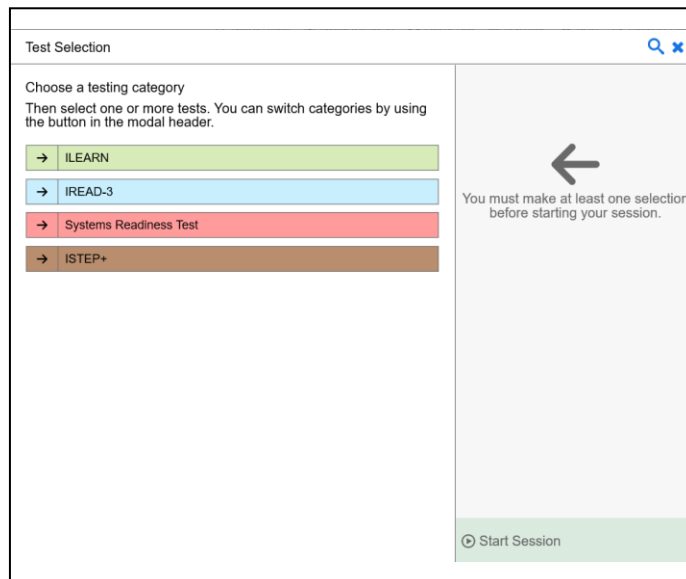 Test Selection
Choose a testing category
Then select one or more tests. You can switch categories by using
the button in the modal header.
ILEARN
IREAD-3
Systems Readiness Test
ISTEP+
You must make at least one selection
before starting your session.
Start Session